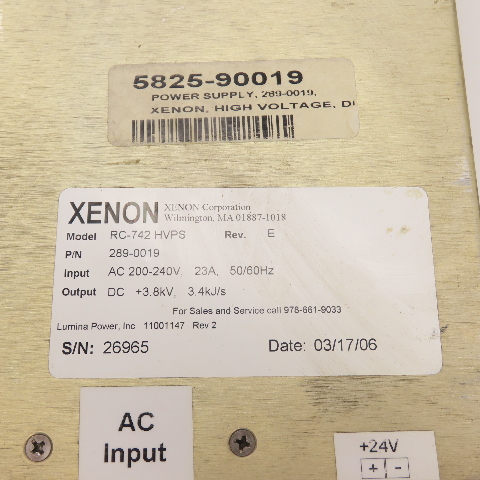 5825-90019
POWER SUPPLY, 289-0019,
XENON, HIGH VOLTAGE,
XENON XENON Corporation
Wilmington, MA 01887-1018
Model RC-742 HVPS Rev. E
P/N 289-0019
Input AC 200-240V, 23A, 50/60Hz
Output DC +3.8kV, 3.4kJ/s
For Sales and Service call 978-661-9033
Lumina Power, Inc 11001147 Rev 2
S/N: 26965 Date: 03/17/06
AC
Input
+24V
+ -